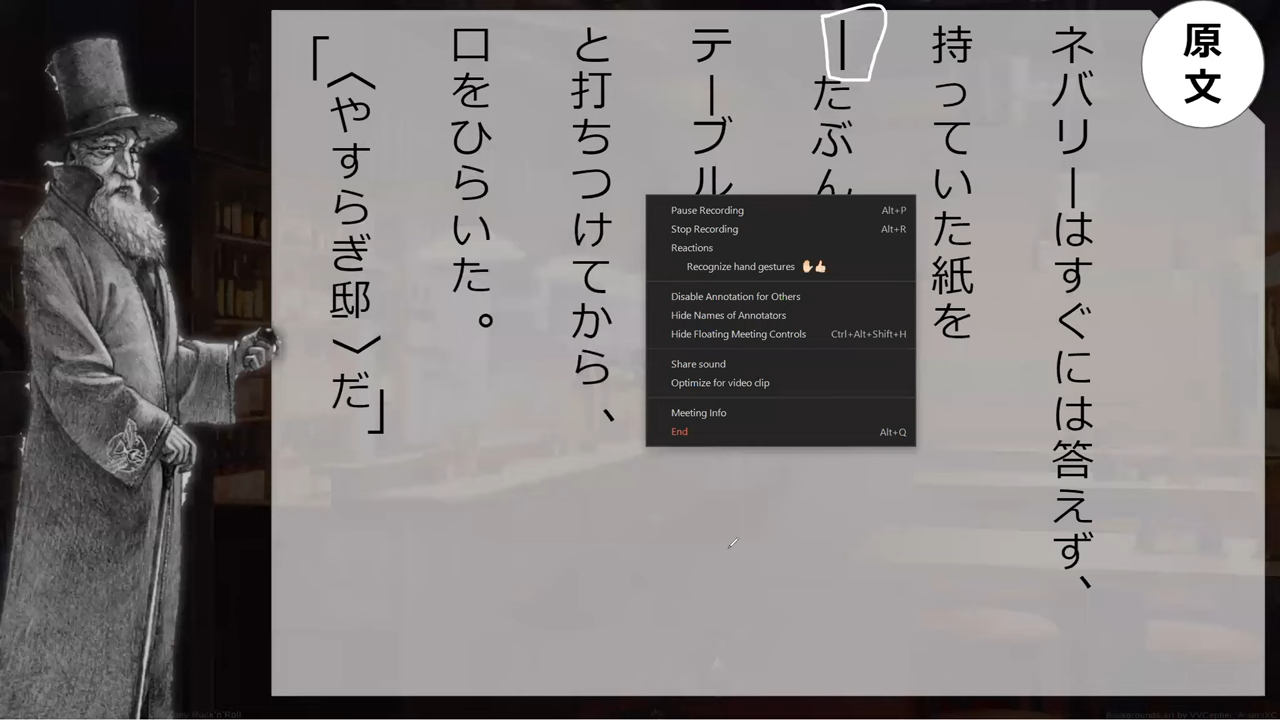 原文
ネバリーはすぐには答えず、
持っていた紙を
ーたぶん
テーブル
と打ちつけてから、
口をひらいた。
「〈やすらぎ邸〉だ」
Pause Recording Alt+P
Stop Recording Alt+R
Reactions
Recognize hand gestures
Disable Annotation for Others
Hide Names of Annotators
Hide Floating Meeting Controls Ctrl+Alt+Shift+H
Share sound
Optimize for video clip
Meeting Info
End Alt+Q